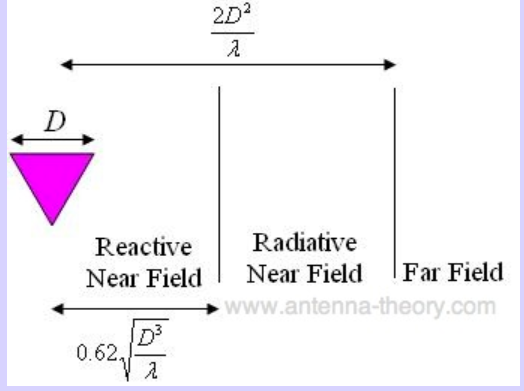 2D²
λ
D
Reactive
Near Field
Radiative
Near Field
Far Field
www.antenna-theory.com
0.62√(D³/λ)